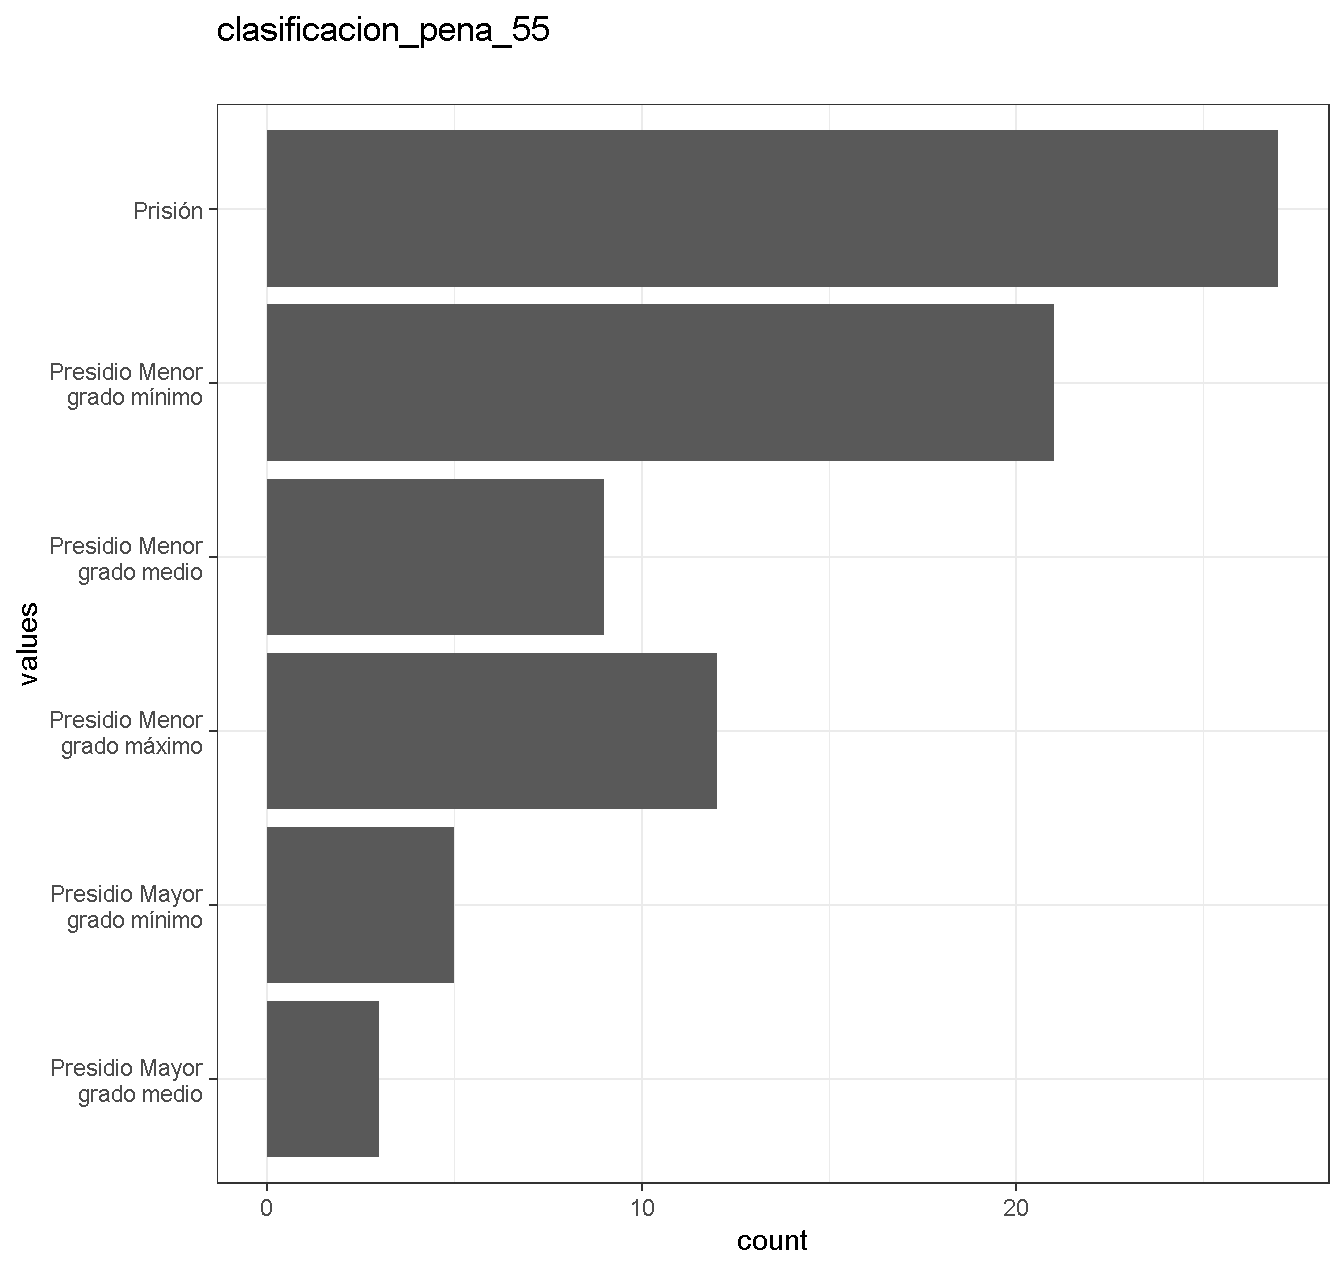 clasificacion_pena_55
values
Prisión
Presidio Menor
grado mínimo
Presidio Menor
grado medio
Presidio Menor
grado máximo
Presidio Mayor
grado mínimo
Presidio Mayor
grado medio
0 10 20
count